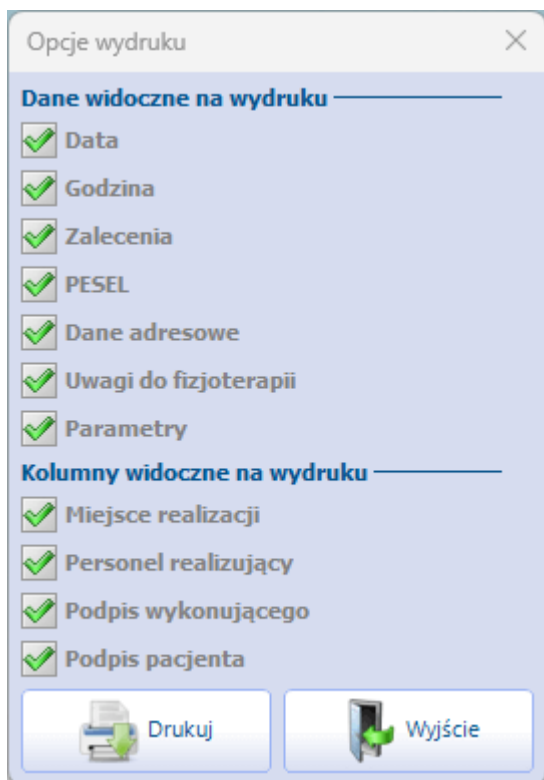 Opcje wydruku
Dane widoczne na wydruku
Data
Godzina
Zalecenia
PESEL
Dane adresowe
Uwagi do fizjoterapii
Parametry
Kolumny widoczne na wydruku
Miejsce realizacji
Personel realizujący
Podpis wykonującego
Podpis pacjenta
Drukuj
Wyjście